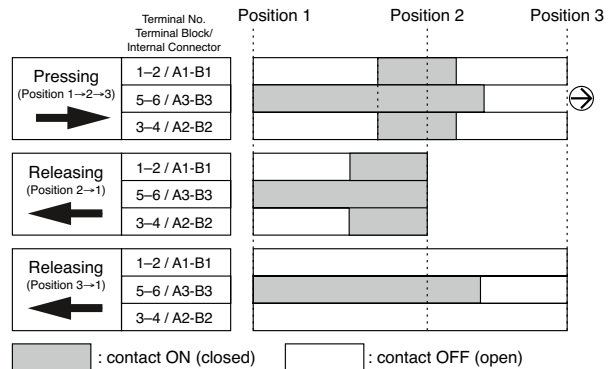 Terminal No.
Terminal Block/
Internal Connector
Position 1
Position 2
Position 3
Pressing
(Position 1→2→3)
1–2 / A1-B1
5–6 / A3-B3
3–4 / A2-B2
Releasing
(Position 2→1)
1–2 / A1-B1
5–6 / A3-B3
3–4 / A2-B2
Releasing
(Position 3→1)
1–2 / A1-B1
5–6 / A3-B3
3–4 / A2-B2
: contact ON (closed)
: contact OFF (open)